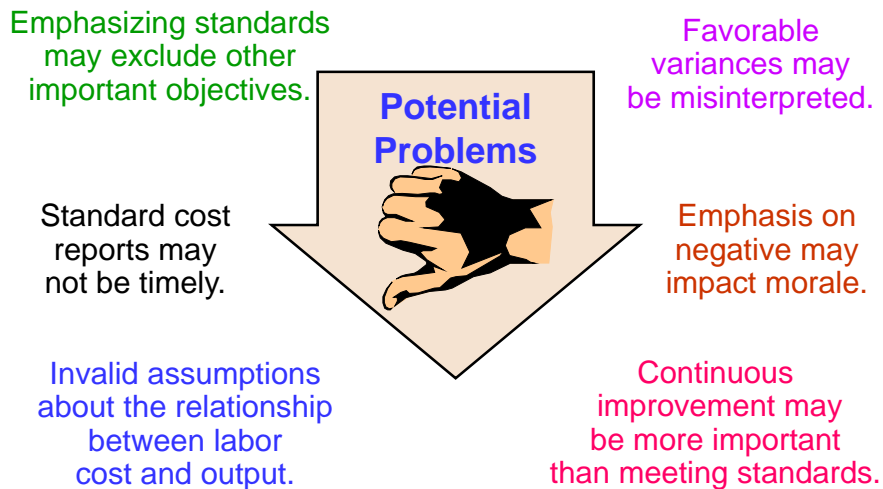 Emphasizing standards
may exclude other
important objectives.
Potential
Problems
Favorable
variances may
be misinterpreted.
Standard cost
reports may
not be timely.
Emphasis on
negative may
impact morale.
Invalid assumptions
about the relationship
between labor
cost and output.
Continuous
improvement may
be more important
than meeting standards.